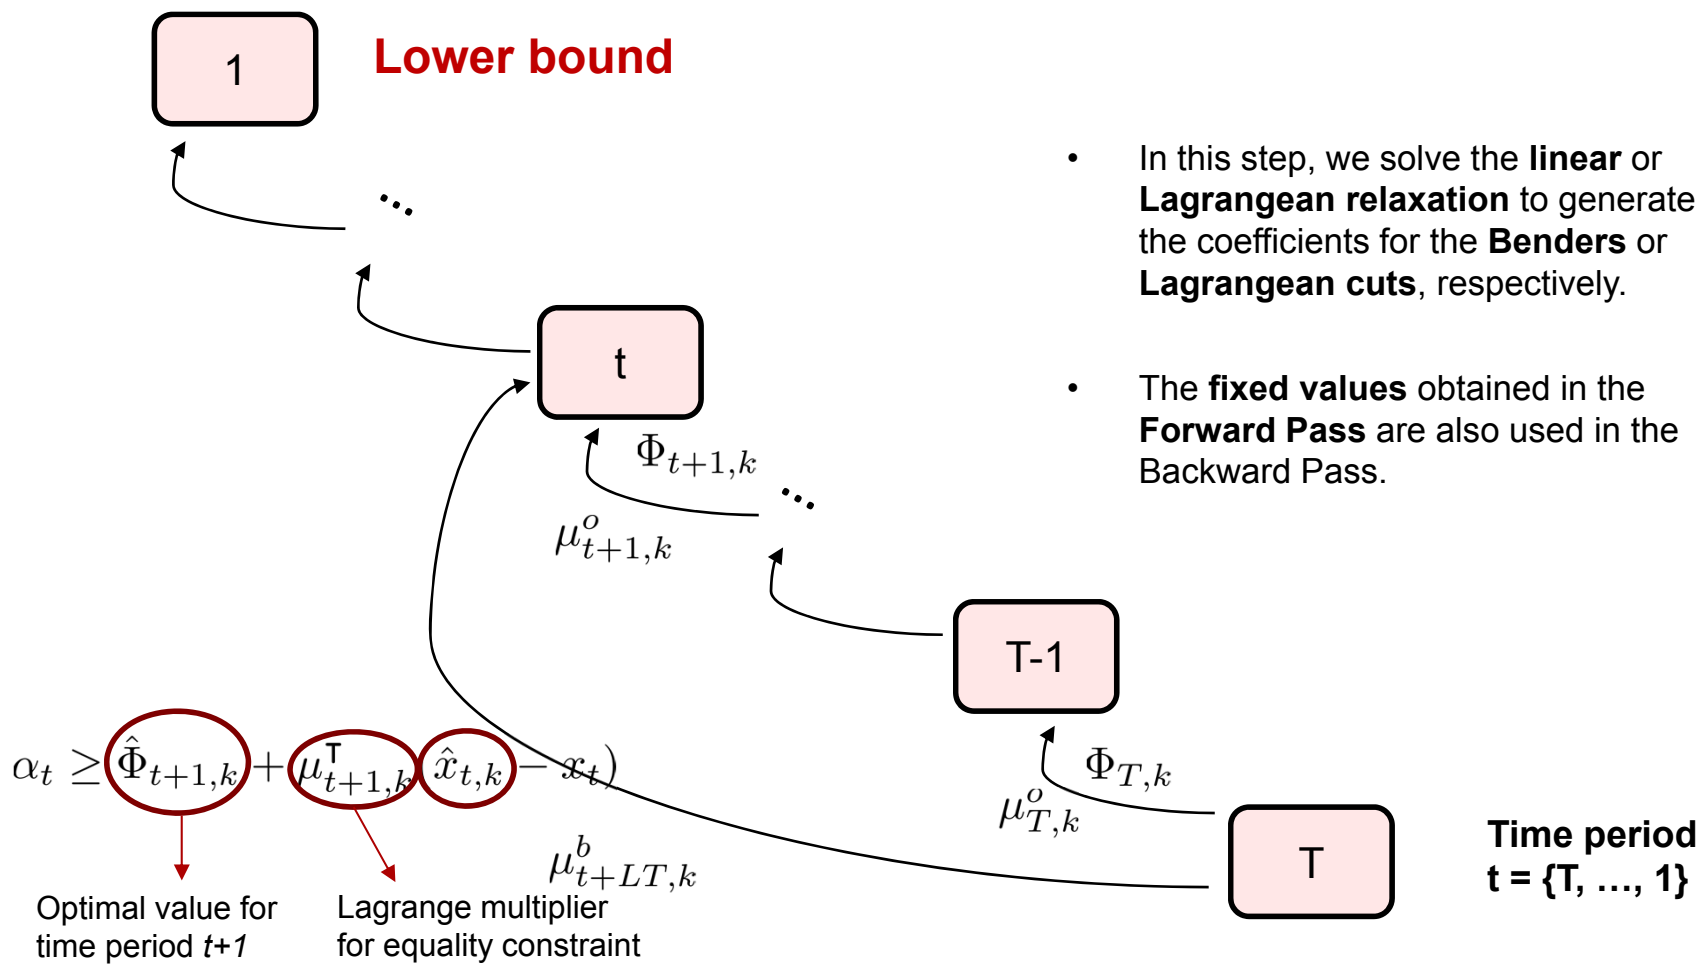 1
Lower bound
• In this step, we solve the linear or
Lagrangean relaxation to generate
the coefficients for the Benders or
Lagrangean cuts, respectively.
...
t
• The fixed values obtained in the
Forward Pass are also used in the
Backward Pass.
Φ_{t+1,k}
...
μ^o_{t+1,k}
T-1
α_t ≥ Φ̂_{t+1,k} + μ^T_{t+1,k}(x̂_{t,k} − x_t)
Φ_{T,k}
μ^o_{T,k}
T
Time period
t = {T, …, 1}
μ^b_{t+LT,k}
Optimal value for
time period t+1
Lagrange multiplier
for equality constraint